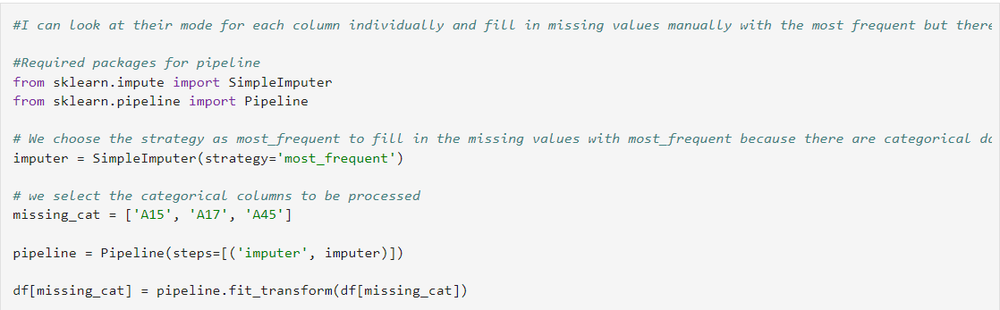 #I can look at their mode for each column individually and fill in missing values manually with the most frequent but there
#Required packages for pipeline
from sklearn.impute import SimpleImputer
from sklearn.pipeline import Pipeline
# We choose the strategy as most_frequent to fill in the missing values with most_frequent because there are categorical
imputer = SimpleImputer(strategy='most_frequent')
# we select the categorical columns to be processed
missing_cat = ['A15', 'A17', 'A45']
pipeline = Pipeline(steps=[('imputer', imputer)])
df[missing_cat] = pipeline.fit_transform(df[missing_cat])